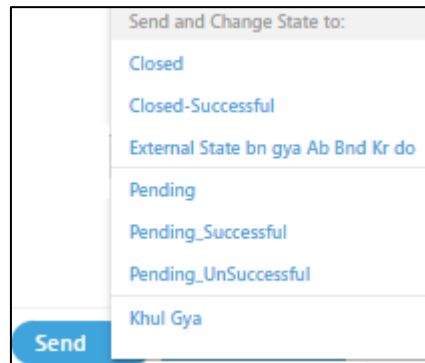 Send and Change State to:
Closed
Closed-Successful
External State bn gya Ab Bnd Kr do
Pending
Pending_Successful
Pending_UnSuccessful
Khul Gya
Send